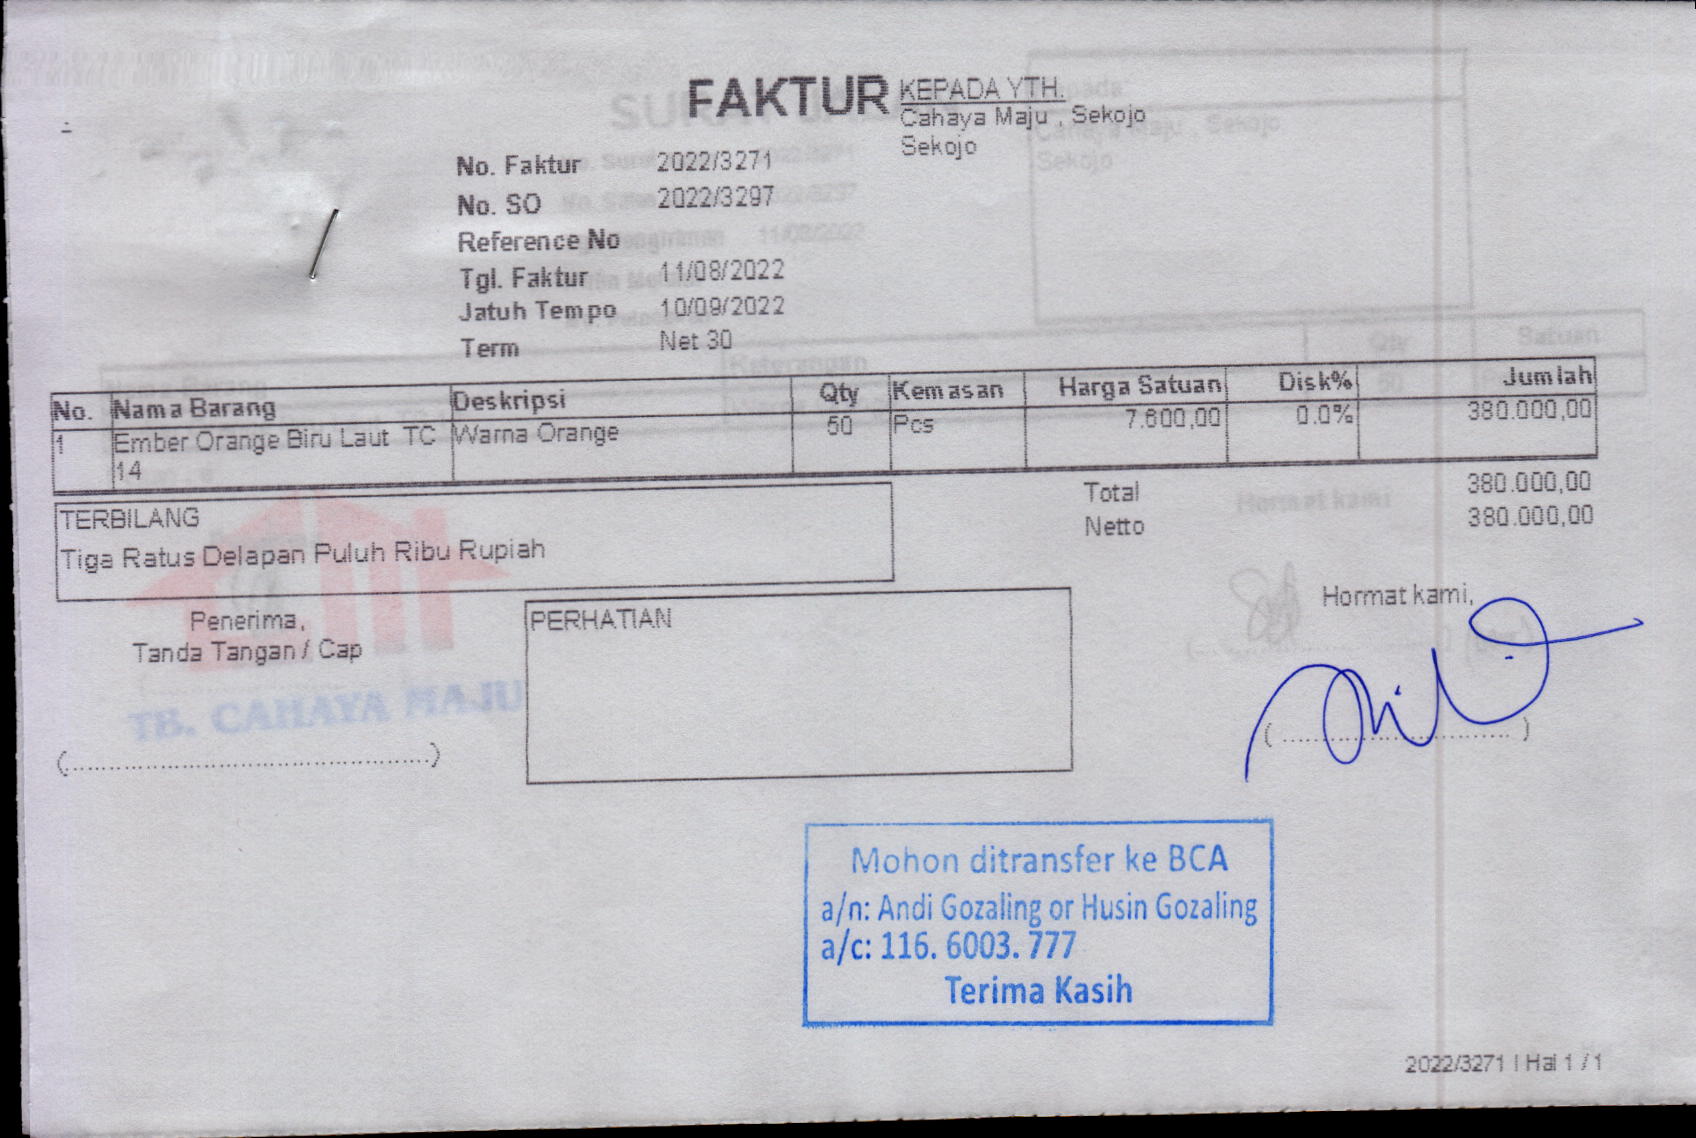 FAKTUR
KEPADA YTH.
Cahaya Maju , Sekojo
Sekojo
No. Faktur 2022/3271
No. SO 2022/3297
Reference No
Tgl. Faktur 11/08/2022
Jatuh Tempo 10/09/2022
Term Net 30
No. Nama Barang Deskripsi Qty Kemasan Harga Satuan Disk% Jumlah
1 Ember Orange Biru Laut TC Warna Orange 50 Pcs 7.600,00 0.0% 380.000,00
14
Total 380.000,00
Netto 380.000,00
TERBILANG
Tiga Ratus Delapan Puluh Ribu Rupiah
Penerima,
Tanda Tangan / Cap
PERHATIAN
Hormat kami,
TB. CAHAYA MAJU
(................................................)
( ................................ )
Mohon ditransfer ke BCA
a/n: Andi Gozaling or Husin Gozaling
a/c: 116. 6003. 777
Terima Kasih
2022/3271 | Hal 1 / 1